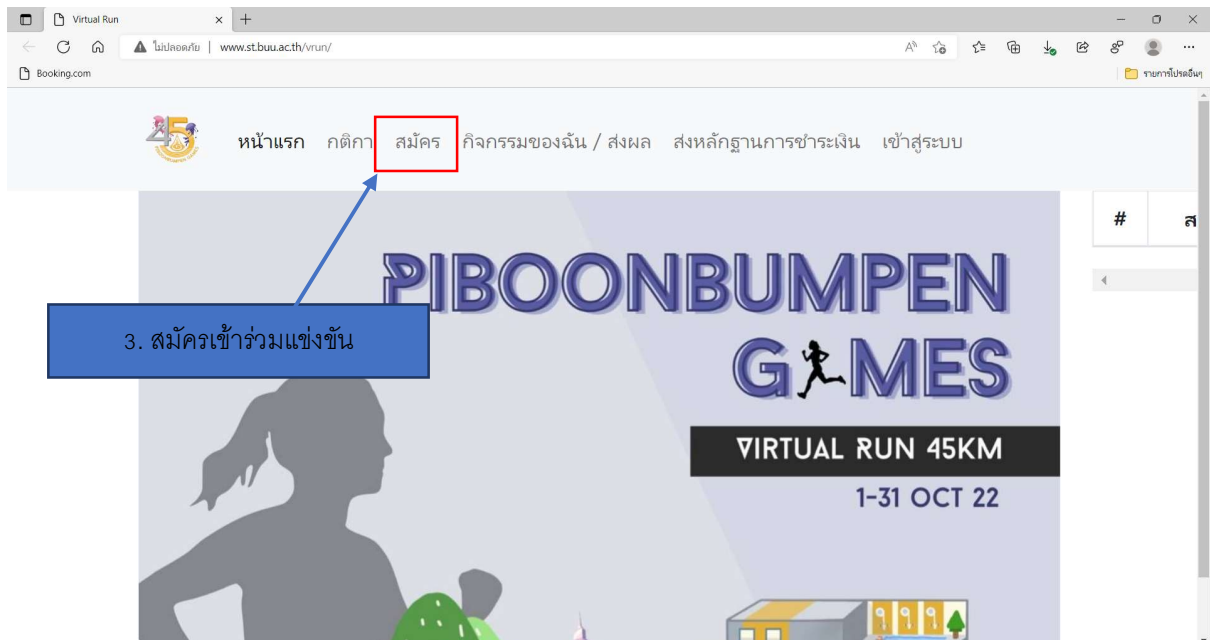 Virtual Run
ไม่ปลอดภัย | www.st.buu.ac.th/vrun/
Booking.com
รายการโปรดอื่นๆ
45
หน้าแรก กติกา สมัคร กิจกรรมของฉัน / ส่งผล ส่งหลักฐานการชำระเงิน เข้าสู่ระบบ
# ส
PIBOONBUMPEN
GAMES
3. สมัครเข้าร่วมแข่งขัน
VIRTUAL RUN 45KM
1-31 OCT 22